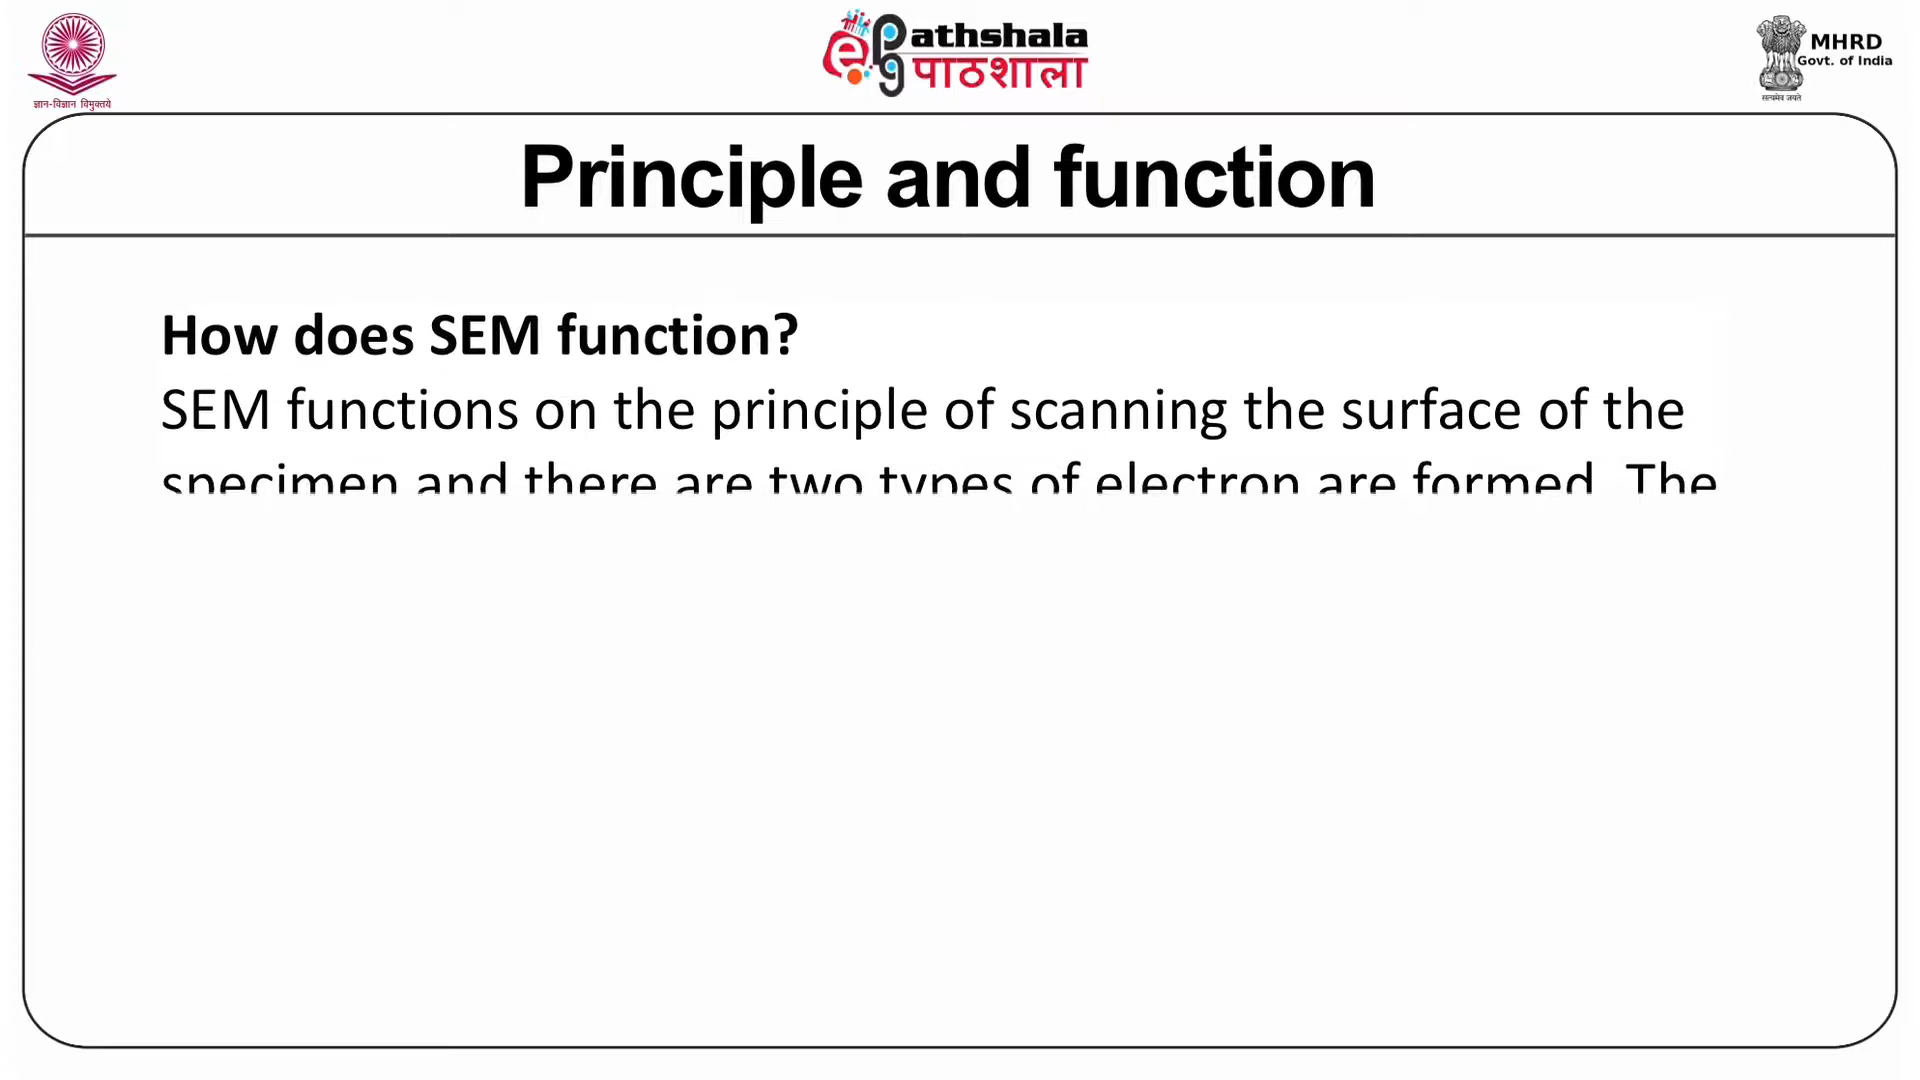 ज्ञान-विज्ञान विमुक्तये
ePGathshala
पाठशाला
MHRD
Govt. of India
सत्यमेव जयते
Principle and function
How does SEM function?
SEM functions on the principle of scanning the surface of the
specimen and there are two types of electron are formed. The